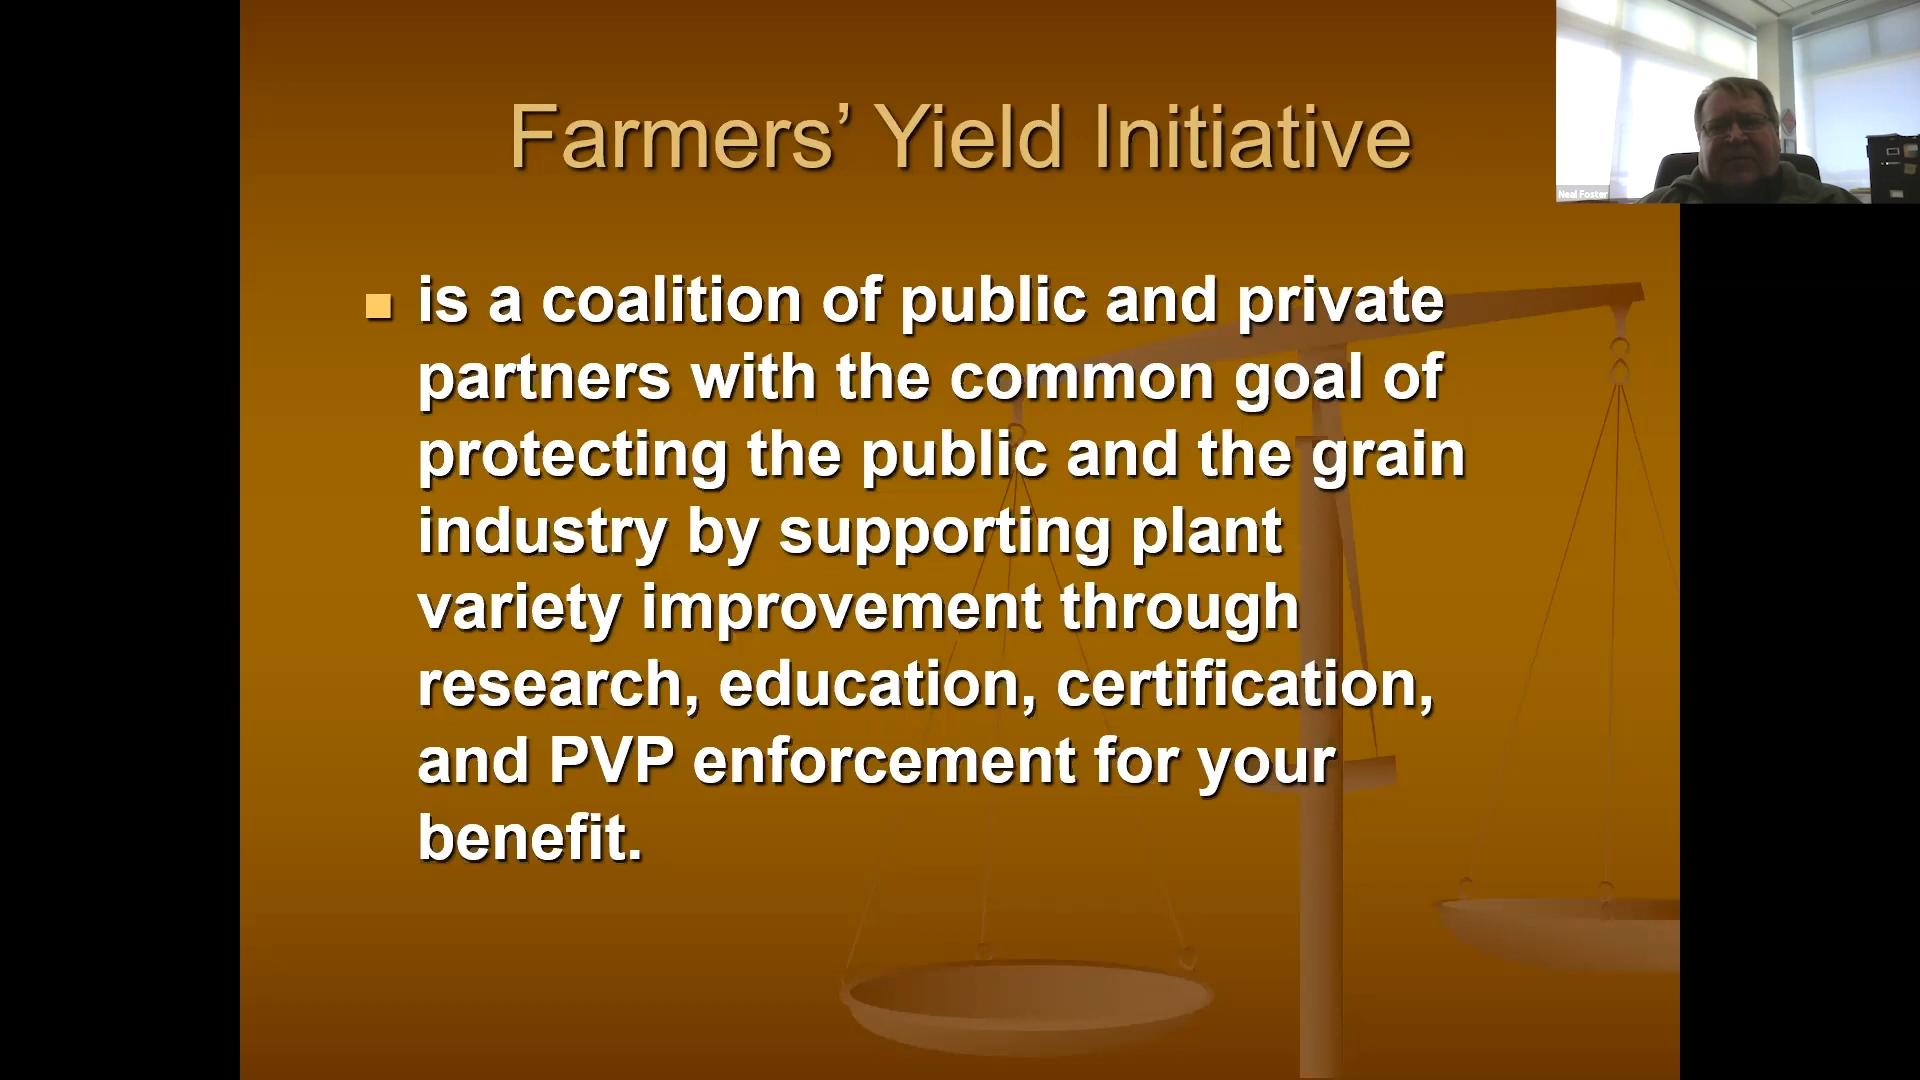 Farmers’ Yield Initiative
Neal Foster
is a coalition of public and private
partners with the common goal of
protecting the public and the grain
industry by supporting plant
variety improvement through
research, education, certification,
and PVP enforcement for your
benefit.